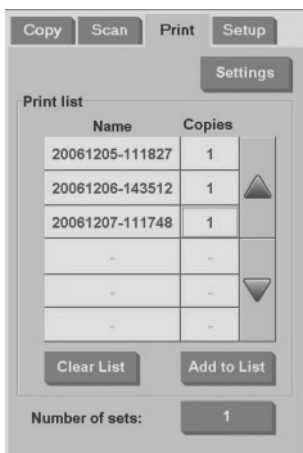 Copy Scan Print Setup
Settings
Print list
Name Copies
20061205-111827 1
20061206-143512 1
20061207-111748 1
- -
- -
- -
Clear List Add to List
Number of sets: 1